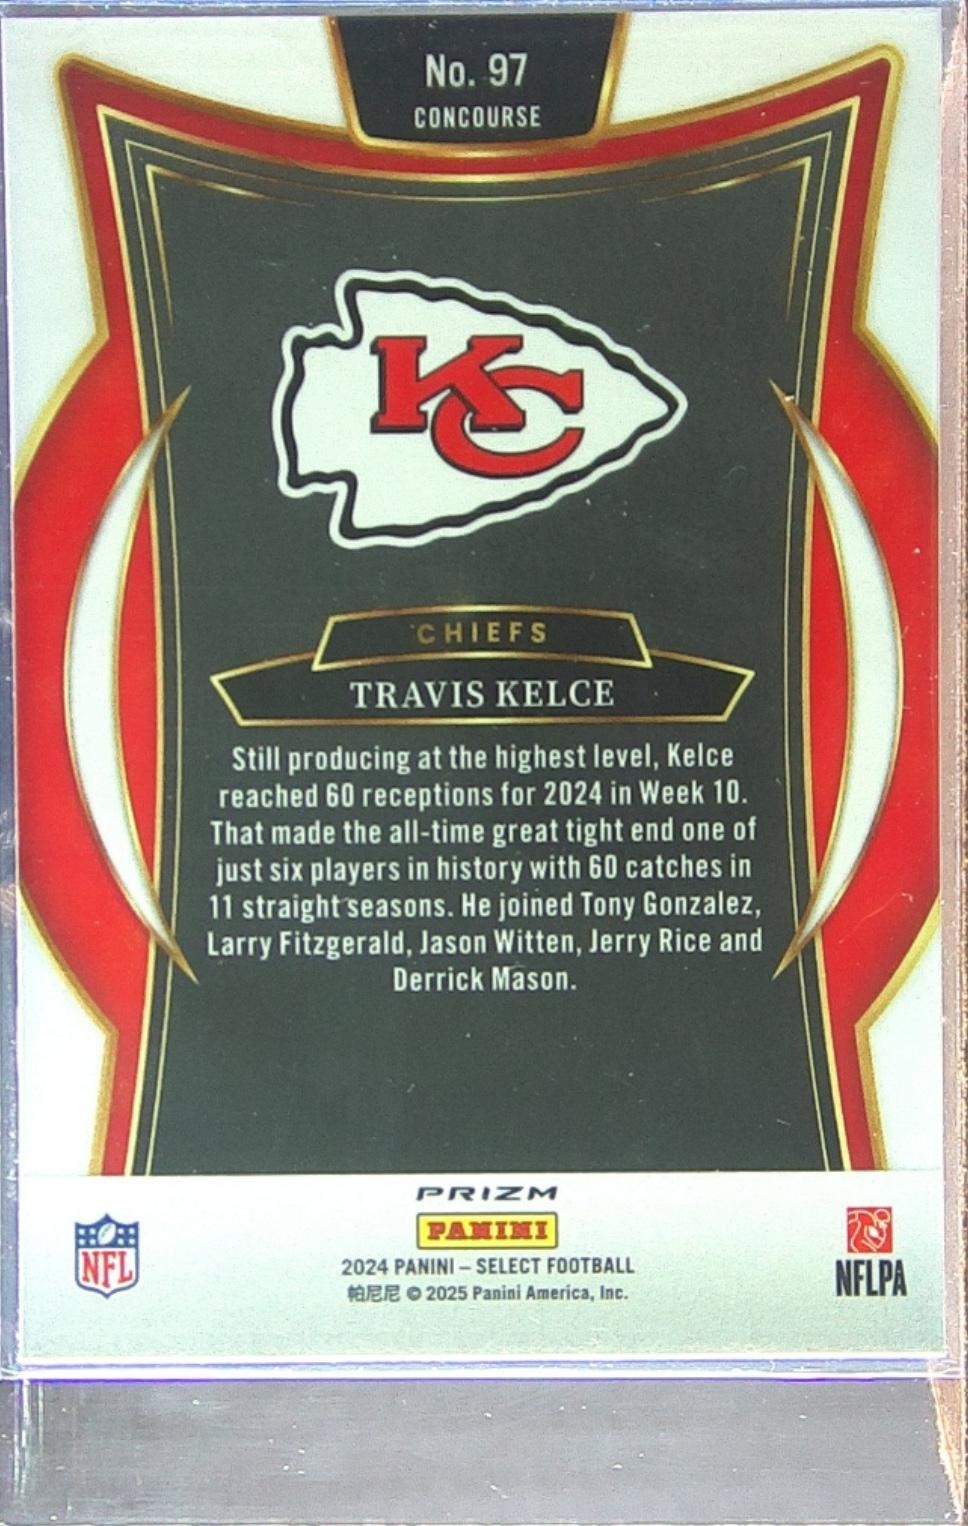 No. 97
CONCOURSE
KC
CHIEFS
TRAVIS KELCE
Still producing at the highest level, Kelce
reached 60 receptions for 2024 in Week 10.
That made the all-time great tight end one of
just six players in history with 60 catches in
11 straight seasons. He joined Tony Gonzalez,
Larry Fitzgerald, Jason Witten, Jerry Rice and
Derrick Mason.
PRIZM
PANINI
NFL
2024 PANINI – SELECT FOOTBALL
帕尼尼 © 2025 Panini America, Inc.
NFLPA